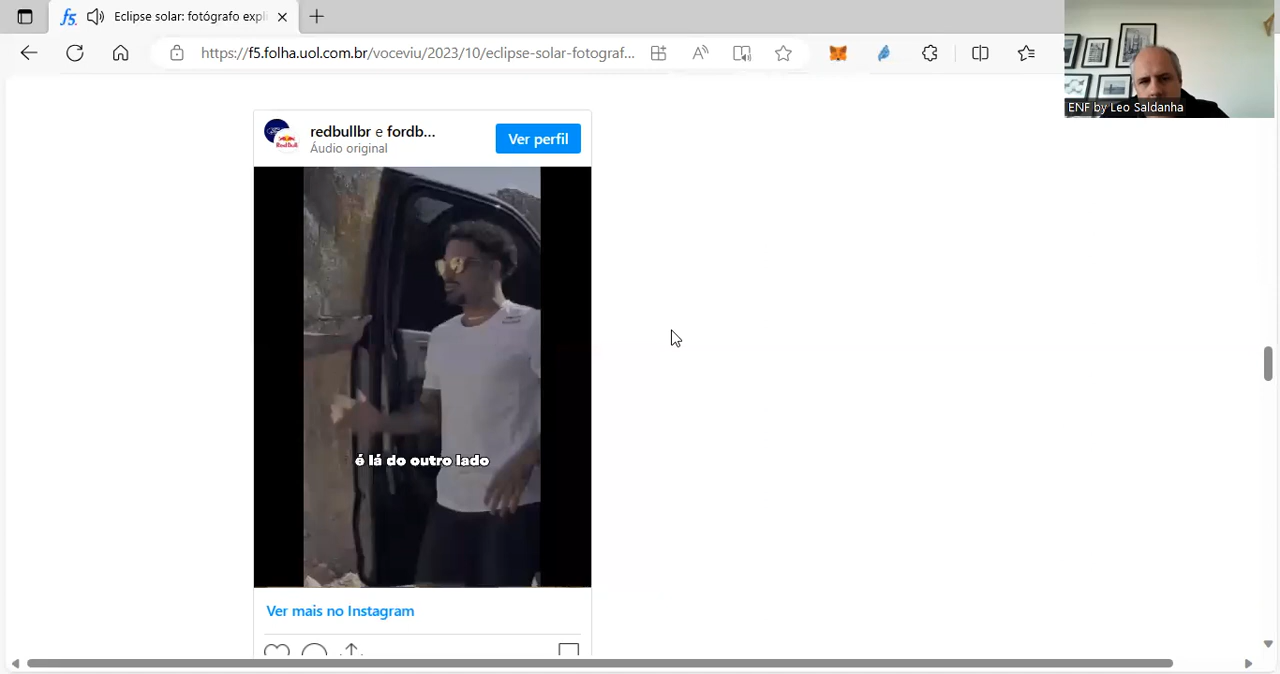 Eclipse solar: fotógrafo expli
https://f5.folha.uol.com.br/voceviu/2023/10/eclipse-solar-fotograf...
ENF by Leo Saldanha
redbullbr e fordb...
Áudio original
Ver perfil
é lá do outro lado
Ver mais no Instagram